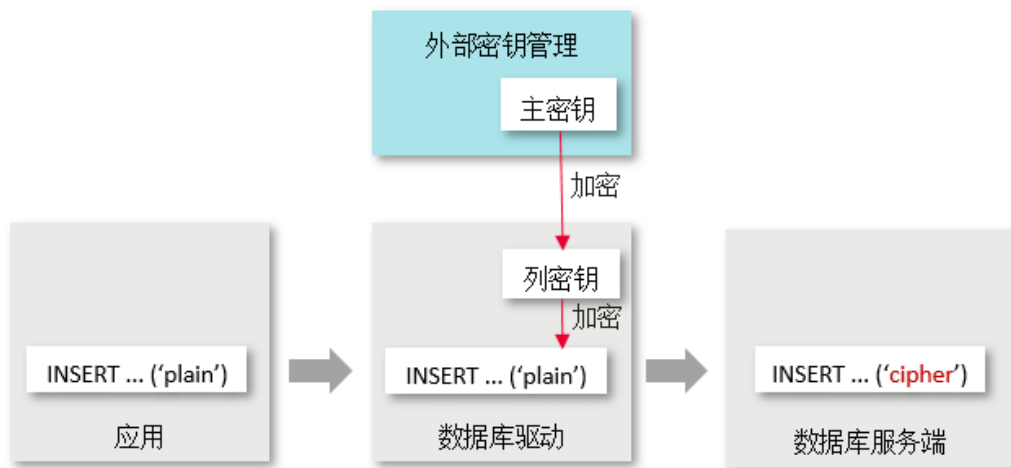 外部密钥管理
主密钥
加密
列密钥
加密
INSERT ... (‘plain’)
INSERT ... (‘plain’)
INSERT ... (‘cipher’)
应用
数据库驱动
数据库服务端